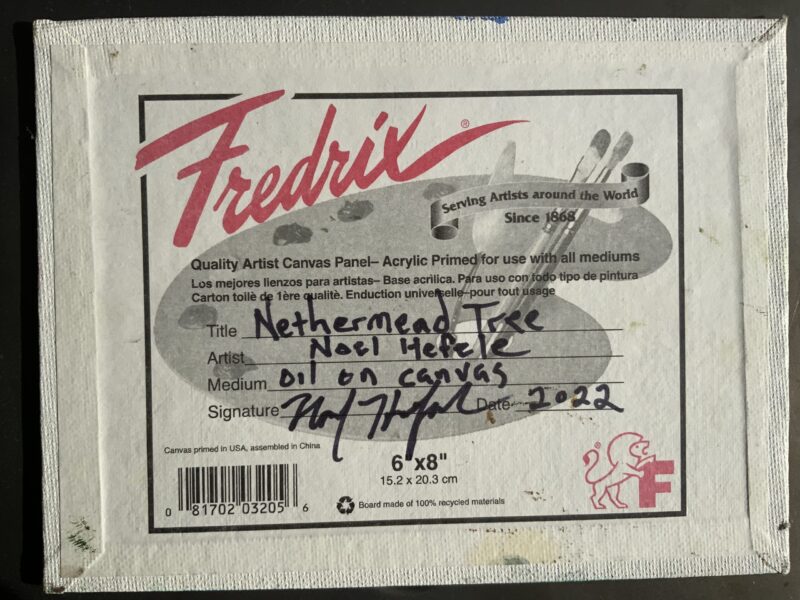 Fredrix®
Serving Artists around the World
Since 1868
Quality Artist Canvas Panel– Acrylic Primed for use with all mediums
Los mejores lienzos para artistas– Base acrilica. Para uso con todo tipo de pintura
Carton toilè de 1ère qualitè. Enduction universelle–pour tout usage
Title Nethermead Tree
Artist Noel Hefele
Medium oil on canvas
Signature Noel Hefele Date 2022
Canvas primed in USA, assembled in China
6"x8"
15.2 x 20.3 cm
0 81702 03205 6
Board made of 100% recycled materials
® F